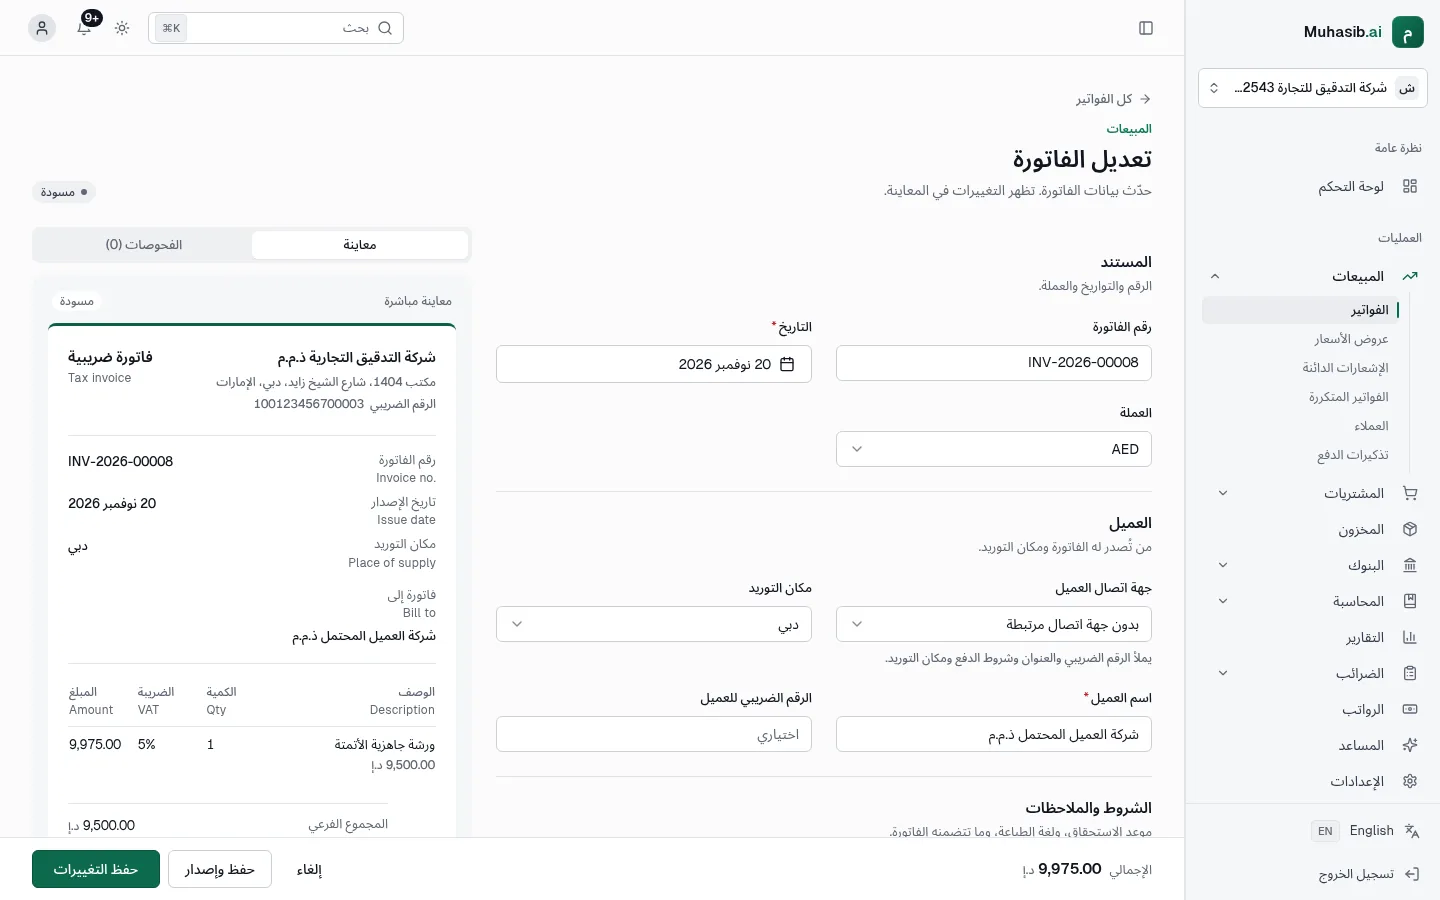 Muhasib.ai
م
ش
شركة التدقيق للتجارة 2543...
نظرة عامة
لوحة التحكم
العمليات
المبيعات
الفواتير
عروض الأسعار
الإشعارات الدائنة
الفواتير المتكررة
العملاء
تذكيرات الدفع
المشتريات
المخزون
البنوك
المحاسبة
التقارير
الضرائب
الرواتب
المساعد
الإعدادات
English EN
تسجيل الخروج
بحث ⌘K
9+
كل الفواتير
المبيعات
تعديل الفاتورة
حدّث بيانات الفاتورة. تظهر التغييرات في المعاينة.
مسودة
المستند
الرقم والتواريخ والعملة.
رقم الفاتورة
INV-2026-00008
التاريخ *
20 نوفمبر 2026
العملة
AED
العميل
من تُصدر له الفاتورة ومكان التوريد.
جهة اتصال العميل
بدون جهة اتصال مرتبطة
مكان التوريد
دبي
يملأ الرقم الضريبي والعنوان وشروط الدفع ومكان التوريد.
اسم العميل *
شركة العميل المحتمل ذ.م.م
الرقم الضريبي للعميل
اختياري
الشروط والملاحظات
موعد الاستحقاق، ولغة الطباعة، وما تتضمنه الفاتورة.
معاينة
الفحوصات (0)
معاينة مباشرة
مسودة
شركة التدقيق التجارية ذ.م.م
مكتب 1404، شارع الشيخ زايد، دبي، الإمارات
الرقم الضريبي 100123456700003
فاتورة ضريبية
Tax invoice
رقم الفاتورة
Invoice no.
INV-2026-00008
تاريخ الإصدار
Issue date
20 نوفمبر 2026
مكان التوريد
Place of supply
دبي
فاتورة إلى
Bill to
شركة العميل المحتمل ذ.م.م
الوصف الكمية الضريبة المبلغ
Description Qty VAT Amount
ورشة جاهزية الأتمتة 1 5% 9,975.00
9,500.00 د.إ
المجموع الفرعي 9,500.00 د.إ
الإجمالي 9,975.00 د.إ
إلغاء
حفظ وإصدار
حفظ التغييرات